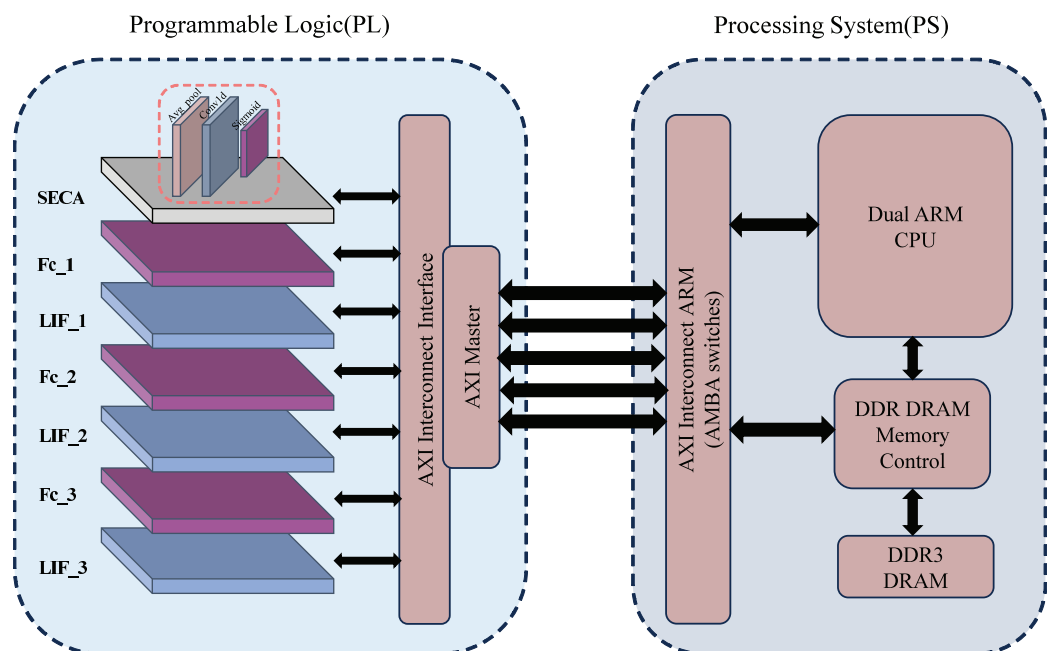 Programmable Logic(PL)
Processing System(PS)
Avg_pool
Conv1d
Sigmoid
SECA
Fc_1
LIF_1
Fc_2
LIF_2
Fc_3
LIF_3
AXI Interconnect Interface
AXI Master
AXI Interconnect ARM
(AMBA switches)
Dual ARM
CPU
DDR DRAM
Memory
Control
DDR3
DRAM